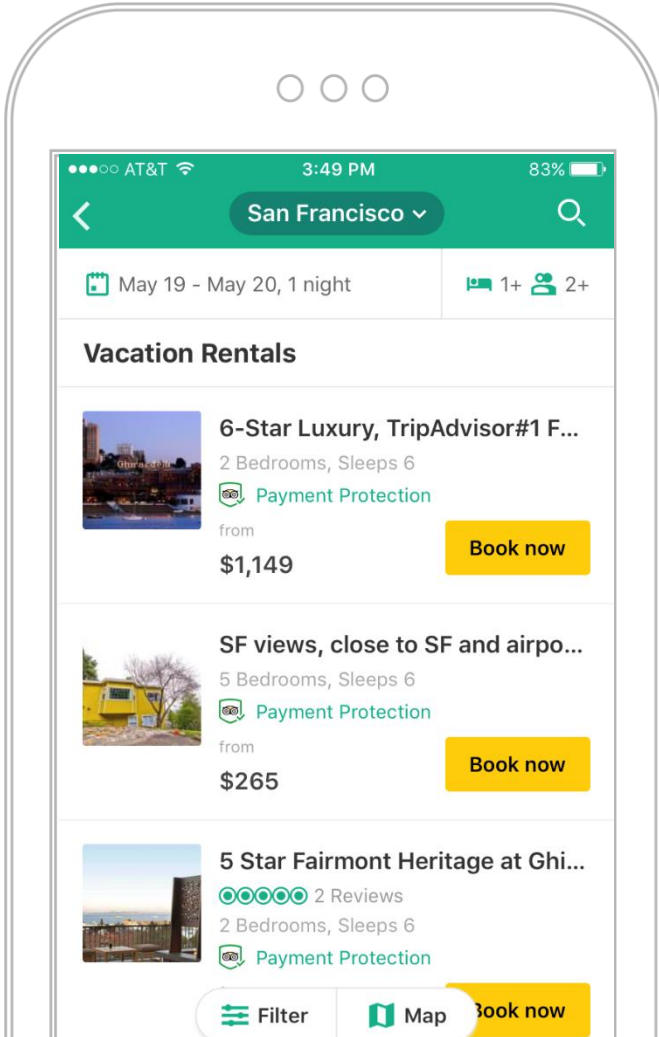 AT&T 3:49 PM 83%
San Francisco
May 19 - May 20, 1 night 1+ 2+
Vacation Rentals
6-Star Luxury, TripAdvisor#1 F...
2 Bedrooms, Sleeps 6
Payment Protection
from
$1,149
Book now
Ghirardelli
SF views, close to SF and airpo...
5 Bedrooms, Sleeps 6
Payment Protection
from
$265
Book now
5 Star Fairmont Heritage at Ghi...
2 Reviews
2 Bedrooms, Sleeps 6
Payment Protection
Book now
Filter Map